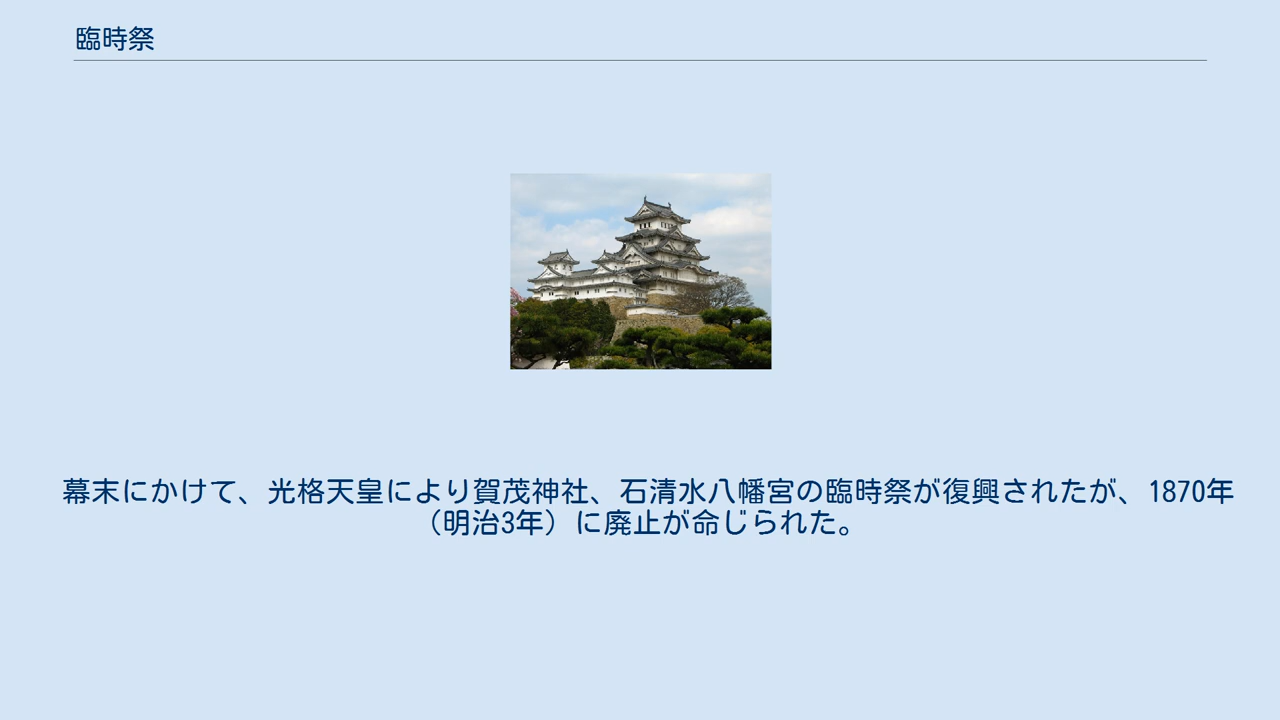 臨時祭
幕末にかけて、光格天皇により賀茂神社、石清水八幡宮の臨時祭が復興されたが、1870年
（明治3年）に廃止が命じられた。